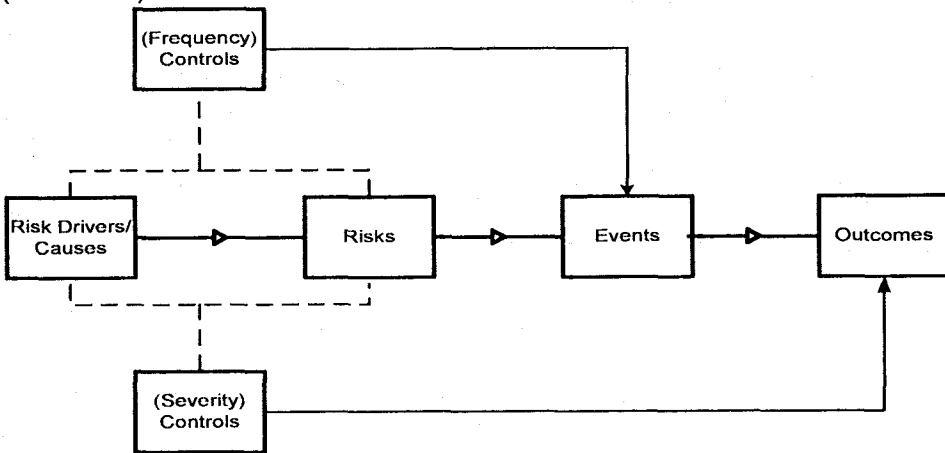 (Frequency)
Controls
Risk Drivers/
Causes
Risks
Events
Outcomes
(Severity)
Controls